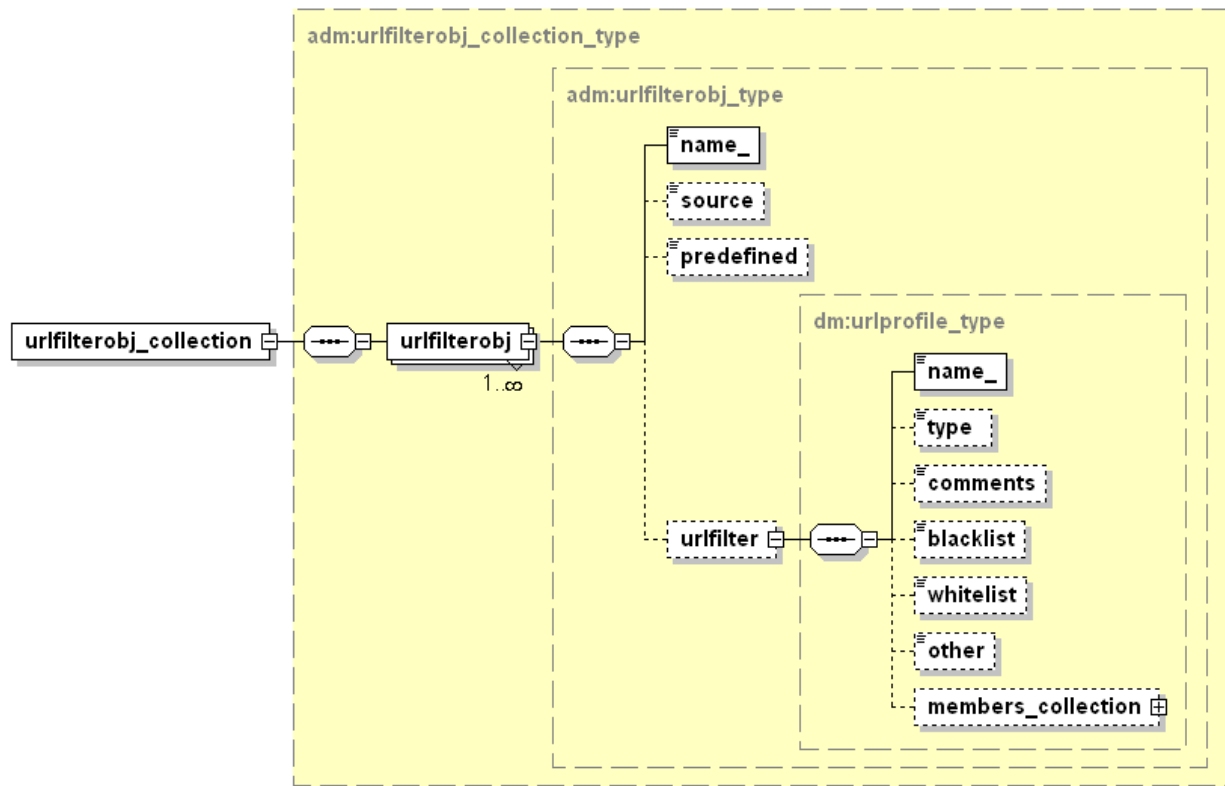 adm:urlfilterobj_collection_type
adm:urlfilterobj_type
name_
source
predefined
dm:urlprofile_type
urlfilterobj_collection
urlfilterobj
1..∞
name_
type
comments
blacklist
urlfilter
whitelist
other
members_collection